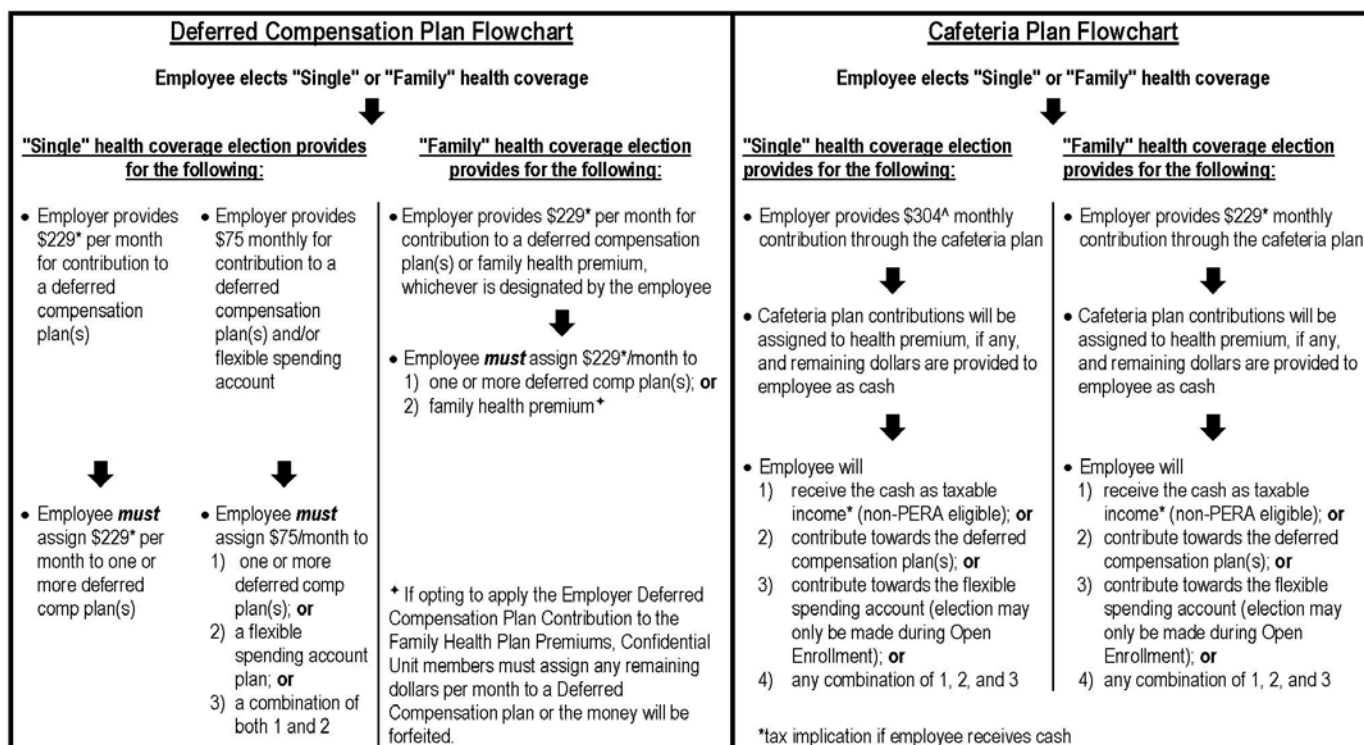 Deferred Compensation Plan Flowchart
Employee elects "Single" or "Family" health coverage
"Single" health coverage election provides
for the following:
• Employer provides
$229* per month
for contribution to
a deferred
compensation
plan(s)
• Employee must
assign $229* per
month to one or
more deferred
comp plan(s)
• Employer provides
$75 monthly for
contribution to a
deferred
compensation
plan(s) and/or
flexible spending
account
• Employee must
assign $75/month to
1) one or more
deferred comp
plan(s); or
2) a flexible
spending account
plan; or
3) a combination of
both 1 and 2
"Family" health coverage election
provides for the following:
• Employer provides $229* per month for
contribution to a deferred compensation
plan(s) or family health premium,
whichever is designated by the employee
• Employee must assign $229*/month to
1) one or more deferred comp plan(s); or
2) family health premium✦
✦ If opting to apply the Employer Deferred
Compensation Plan Contribution to the
Family Health Plan Premiums, Confidential
Unit members must assign any remaining
dollars per month to a Deferred
Compensation plan or the money will be
forfeited.
Cafeteria Plan Flowchart
Employee elects "Single" or "Family" health coverage
"Single" health coverage election
provides for the following:
• Employer provides $304^ monthly
contribution through the cafeteria plan
• Cafeteria plan contributions will be
assigned to health premium, if any,
and remaining dollars are provided to
employee as cash
• Employee will
1) receive the cash as taxable
income* (non-PERA eligible); or
2) contribute towards the deferred
compensation plan(s); or
3) contribute towards the flexible
spending account (election may
only be made during Open
Enrollment); or
4) any combination of 1, 2, and 3
"Family" health coverage election
provides for the following:
• Employer provides $229* monthly
contribution through the cafeteria plan
• Cafeteria plan contributions will be
assigned to health premium, if any,
and remaining dollars are provided to
employee as cash
• Employee will
1) receive the cash as taxable
income* (non-PERA eligible); or
2) contribute towards the deferred
compensation plan(s); or
3) contribute towards the flexible
spending account (election may
only be made during Open
Enrollment); or
4) any combination of 1, 2, and 3
*tax implication if employee receives cash